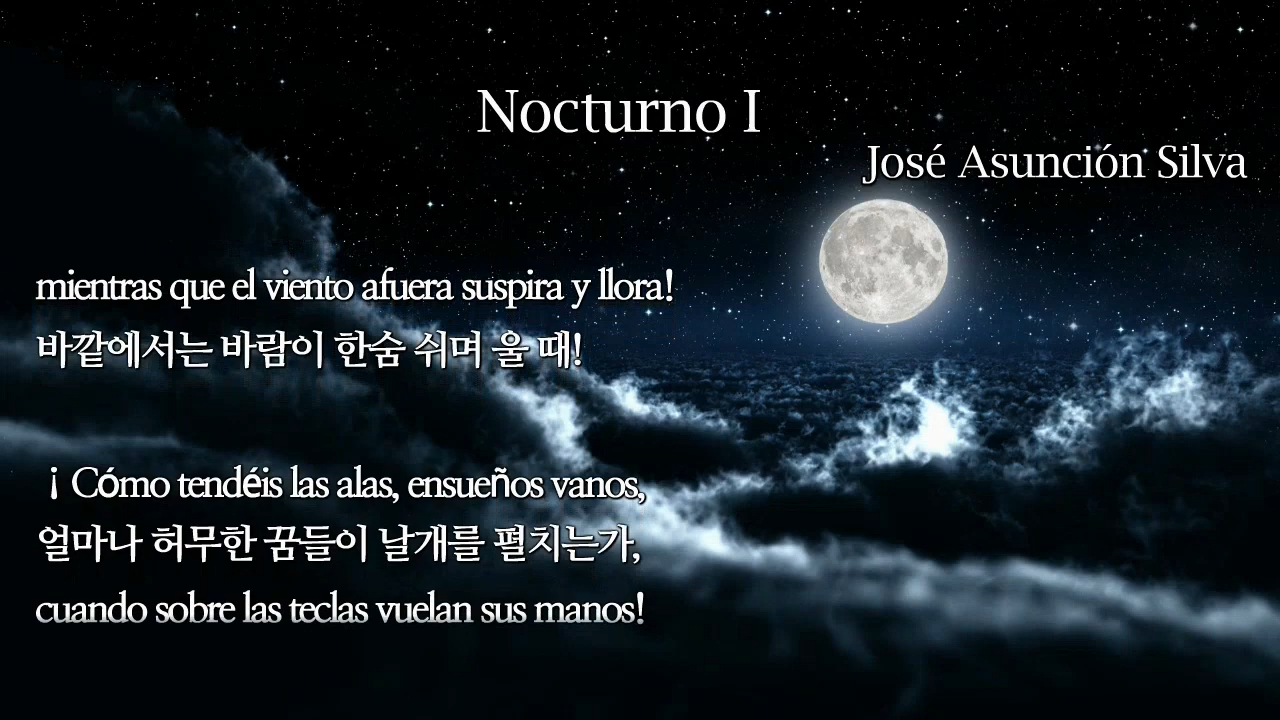 Nocturno I
José Asunción Silva
mientras que el viento afuera suspira y llora!
바깥에서는 바람이 한숨 쉬며 울 때!
¡ Cómo tendéis las alas, ensueños vanos,
얼마나 허무한 꿈들이 날개를 펼치는가,
cuando sobre las teclas vuelan sus manos!